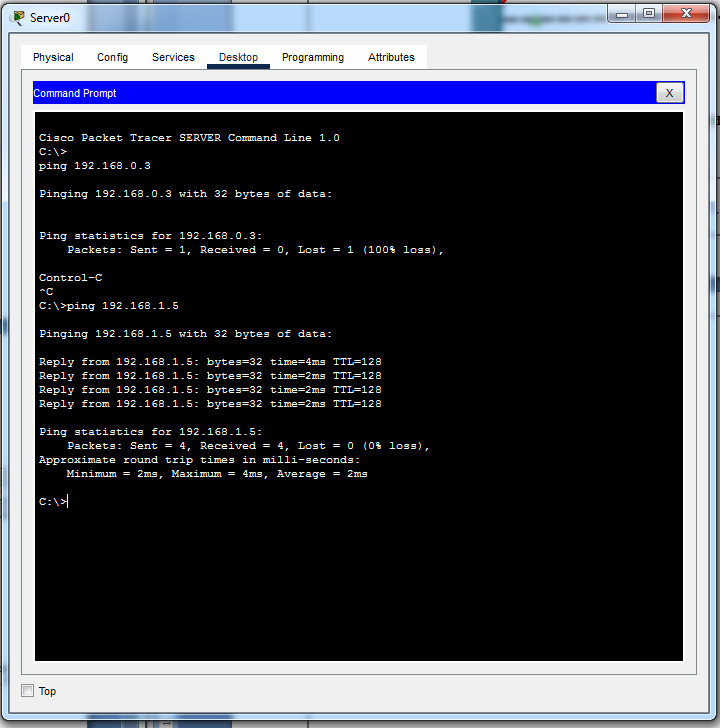 Server0
Physical Config Services Desktop Programming Attributes
Command Prompt X
Cisco Packet Tracer SERVER Command Line 1.0
C:\>
ping 192.168.0.3
Pinging 192.168.0.3 with 32 bytes of data:
Ping statistics for 192.168.0.3:
Packets: Sent = 1, Received = 0, Lost = 1 (100% loss),
Control-C
^C
C:\>ping 192.168.1.5
Pinging 192.168.1.5 with 32 bytes of data:
Reply from 192.168.1.5: bytes=32 time=4ms TTL=128
Reply from 192.168.1.5: bytes=32 time=2ms TTL=128
Reply from 192.168.1.5: bytes=32 time=2ms TTL=128
Reply from 192.168.1.5: bytes=32 time=2ms TTL=128
Ping statistics for 192.168.1.5:
Packets: Sent = 4, Received = 4, Lost = 0 (0% loss),
Approximate round trip times in milli-seconds:
Minimum = 2ms, Maximum = 4ms, Average = 2ms
C:\>
Top